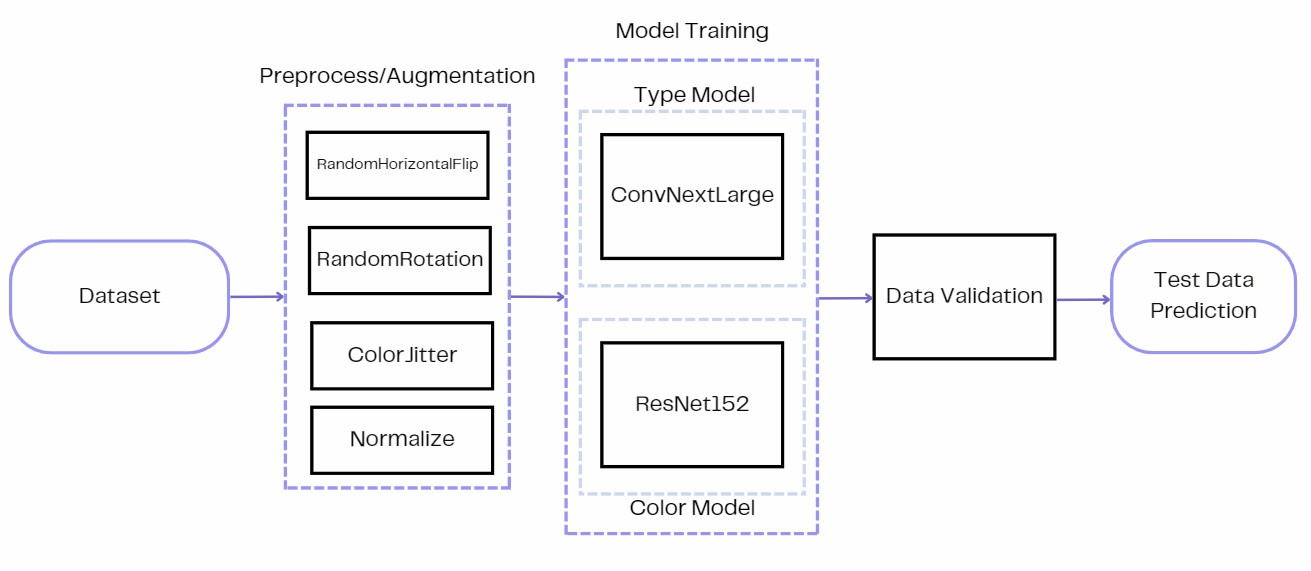 Model Training
Preprocess/Augmentation
Type Model
RandomHorizontalFlip
ConvNextLarge
RandomRotation
Dataset
Data Validation
Test Data
Prediction
ColorJitter
ResNet152
Normalize
Color Model